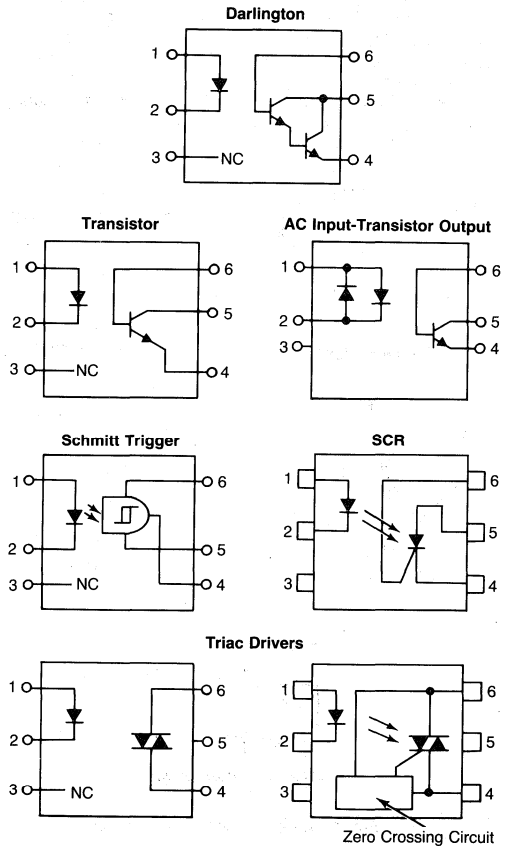 Darlington
1 6
2 5
3 NC 4
Transistor
1 6
2 5
3 NC 4
AC Input-Transistor Output
1 6
2 5
3 4
Schmitt Trigger
1 6
2 5
3 NC 4
SCR
1 6
2 5
3 4
Triac Drivers
1 6
2 5
3 NC 4
1 6
2 5
3 4
Zero Crossing Circuit